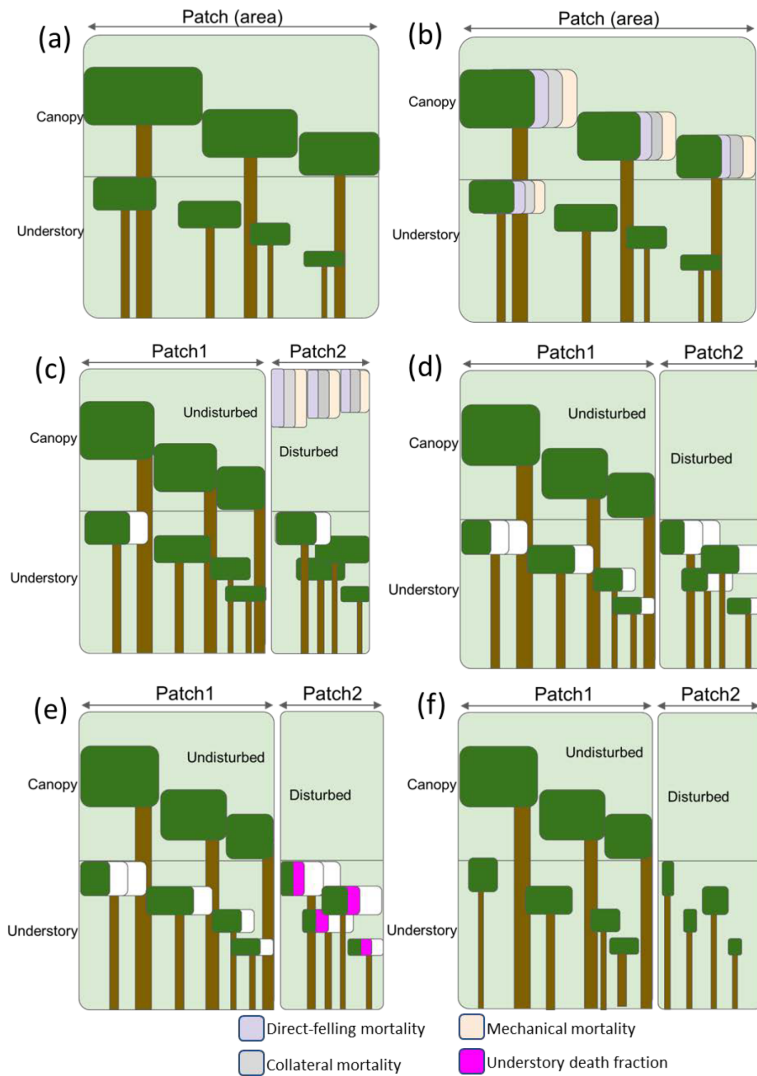 (a)
Patch (area)
Canopy
Understory
(b)
Patch (area)
Canopy
Understory
(c)
Patch1
Patch2
Undisturbed
Canopy
Disturbed
Understory
(d)
Patch1
Patch2
Undisturbed
Canopy
Disturbed
Understory
(e)
Patch1
Patch2
Undisturbed
Canopy
Disturbed
Understory
(f)
Patch1
Patch2
Undisturbed
Canopy
Disturbed
Understory
Direct-felling mortality
Mechanical mortality
Collateral mortality
Understory death fraction